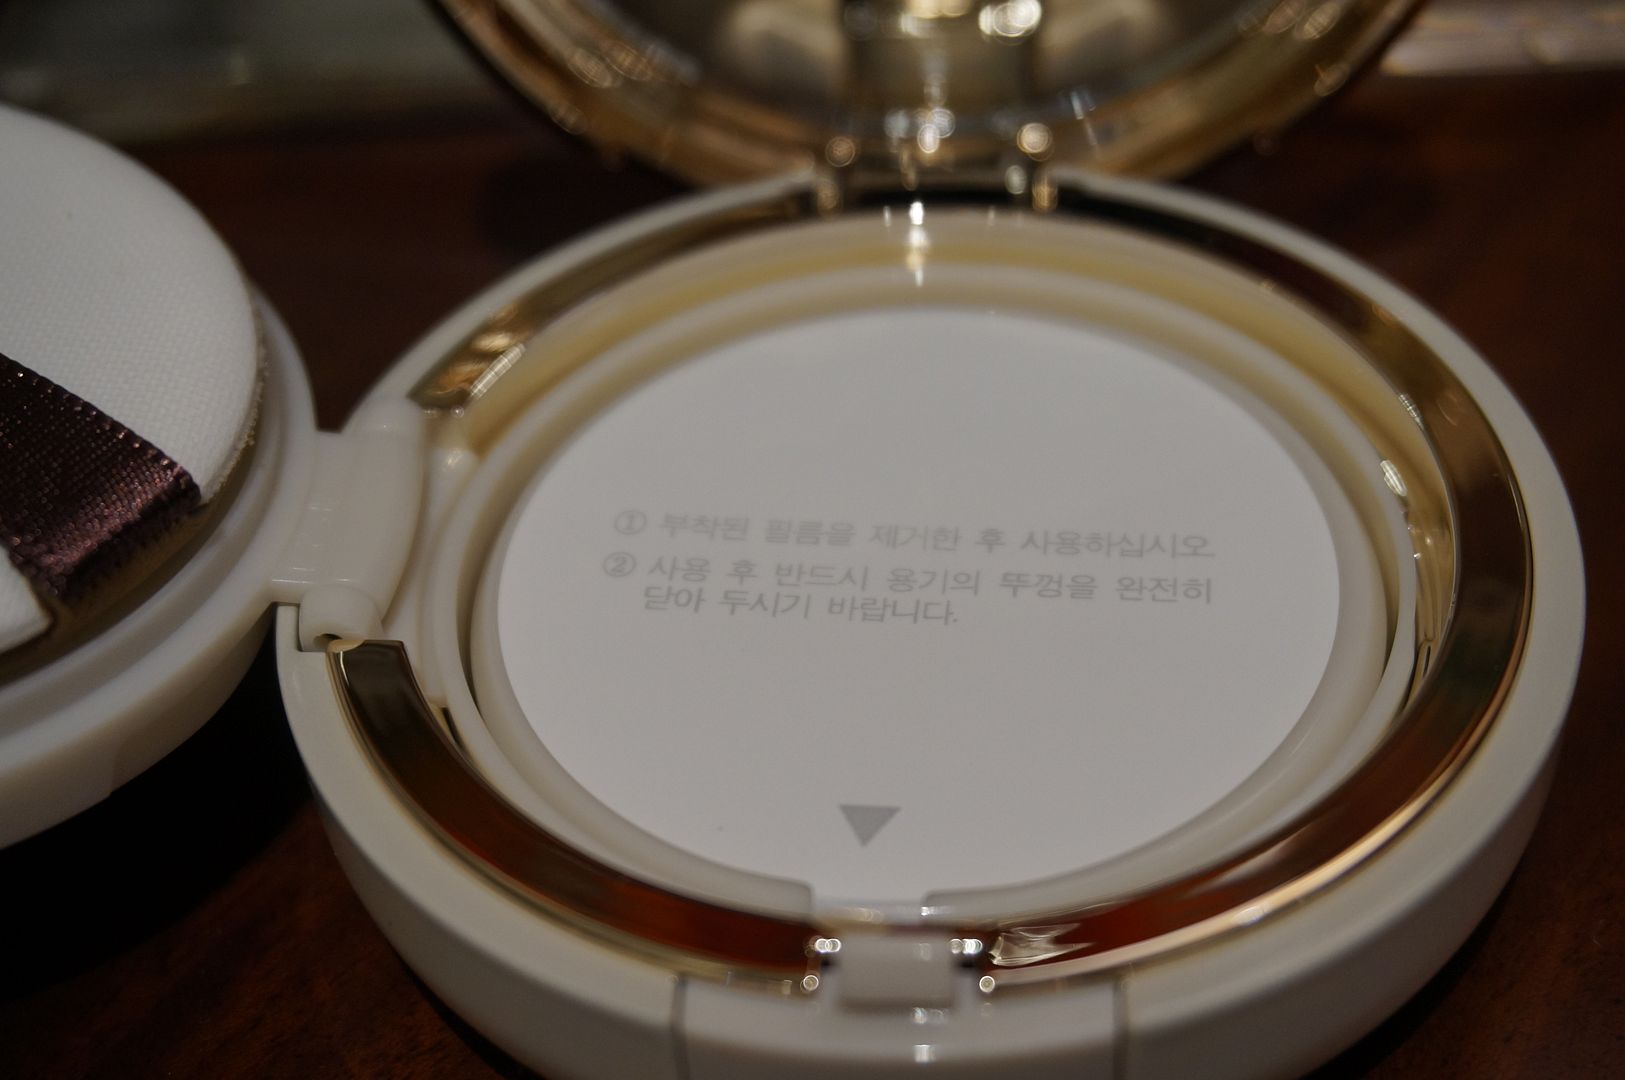 ① 부착된 필름을 제거한 후 사용하십시오
② 사용 후 반드시 용기의 뚜껑을 완전히
닫아 두시기 바랍니다.